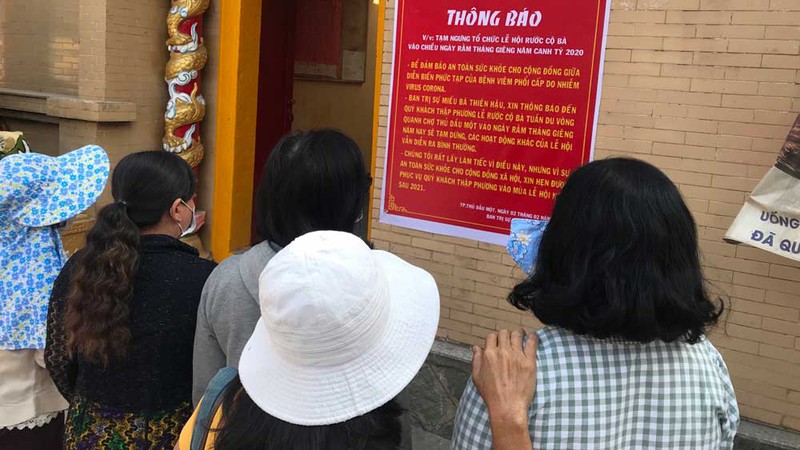 THÔNG BÁO
V/v: TẠM NGƯNG TỔ CHỨC LỄ HỘI RƯỚC CỘ BÀ
VÀO CHIỀU NGÀY RẰM THÁNG GIÊNG NĂM CANH TÝ 2020
- ĐỂ ĐẢM BẢO AN TOÀN SỨC KHỎE CHO CỘNG ĐỒNG GIỮA
DIỄN BIẾN PHỨC TẠP CỦA BỆNH VIÊM PHỔI CẤP DO NHIỄM
VIRUS CORONA.
- BAN TRỊ SỰ MIẾU BÀ THIÊN HẬU, XIN THÔNG BÁO ĐẾN
QUÝ KHÁCH THẬP PHƯƠNG LỄ RƯỚC CỘ BÀ TUẦN DU VÒNG
QUANH CHỢ THỦ DẦU MỘT VÀO NGÀY RẰM THÁNG GIÊNG
NĂM NAY SẼ TẠM DỪNG, CÁC HOẠT ĐỘNG KHÁC CỦA LỄ
VẪN DIỄN RA BÌNH THƯỜNG.
- CHÚNG TÔI RẤT LẤY LÀM TIẾC VÌ ĐIỀU NÀY, NHƯNG VÌ
AN TOÀN SỨC KHỎE CHO CỘNG ĐỒNG XÃ HỘI, XIN HẸN
PHỤC VỤ QUÝ KHÁCH THẬP PHƯƠNG VÀO MÙA LỄ HỘI
SAU 2021.
TP.THỦ DẦU MỘT, NGÀY 02 THÁNG 02
BAN TRỊ
UỐNG
ĐÃ